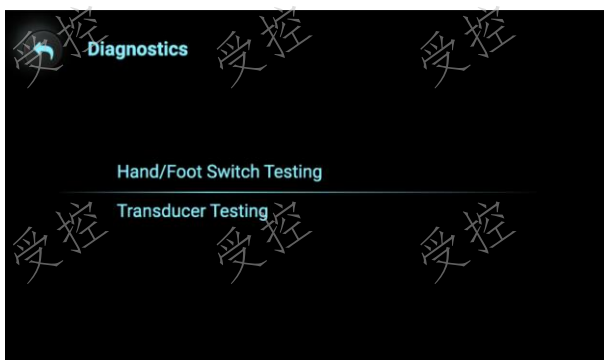 Diagnostics
Hand/Foot Switch Testing
Transducer Testing
受控
受控
受控
受控
受控
受控